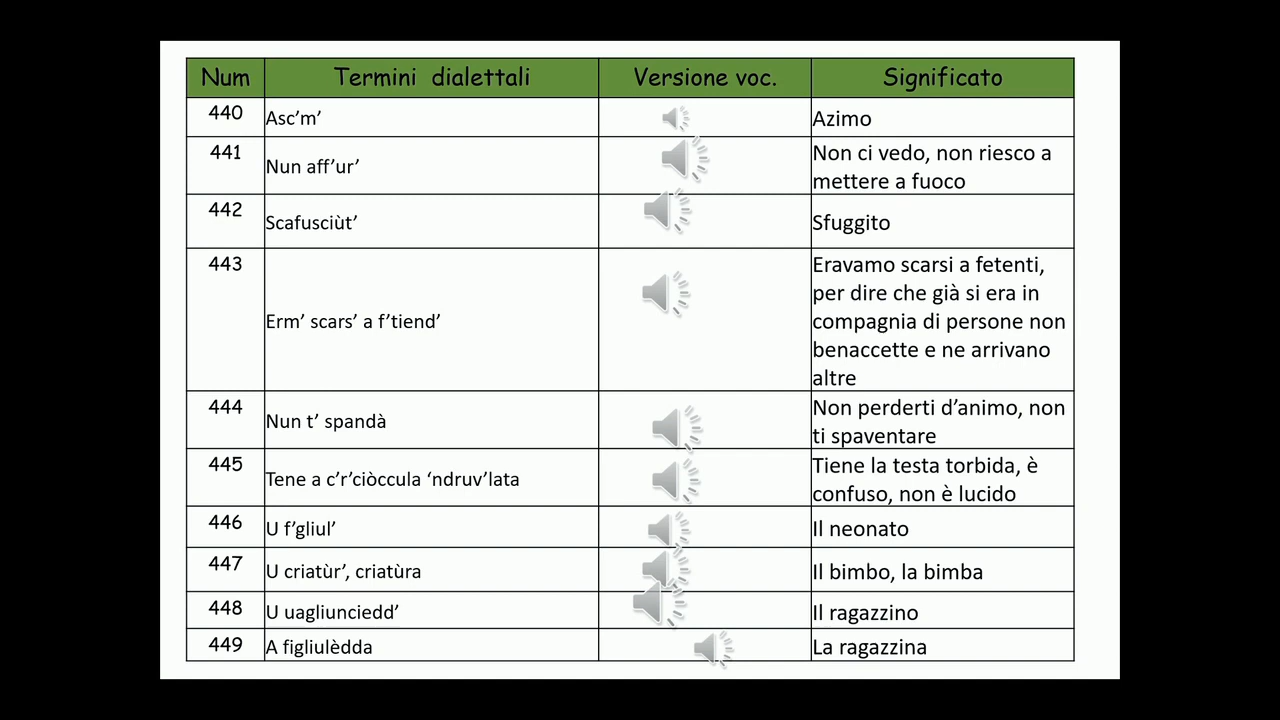 Num Termini dialettali Versione voc. Significato
440 Asc’m’ Azimo
441 Nun aff’ur’ Non ci vedo, non riesco a
mettere a fuoco
442 Scafusciùt’ Sfuggito
443 Erm’ scars’ a f’tiend’ Eravamo scarsi a fetenti,
per dire che già si era in
compagnia di persone non
benaccette e ne arrivano
altre
444 Nun t’ spandà Non perderti d’animo, non
ti spaventare
445 Tene a c’r’ciòccula ‘ndruv’lata Tiene la testa torbida, è
confuso, non è lucido
446 U f’gliul’ Il neonato
447 U criatùr’, criatùra Il bimbo, la bimba
448 U uagliunciedd’ Il ragazzino
449 A figliulèdda La ragazzina